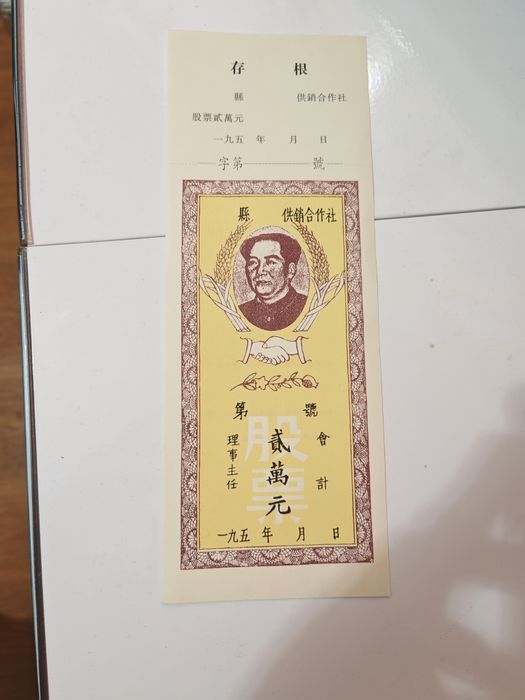 存 根
縣 供銷合作社
股票貳萬元
一九五 年 月 日
字第 號
縣 供銷合作社
第 號
股票
理事主任
貳萬元
會計
一九五 年 月 日